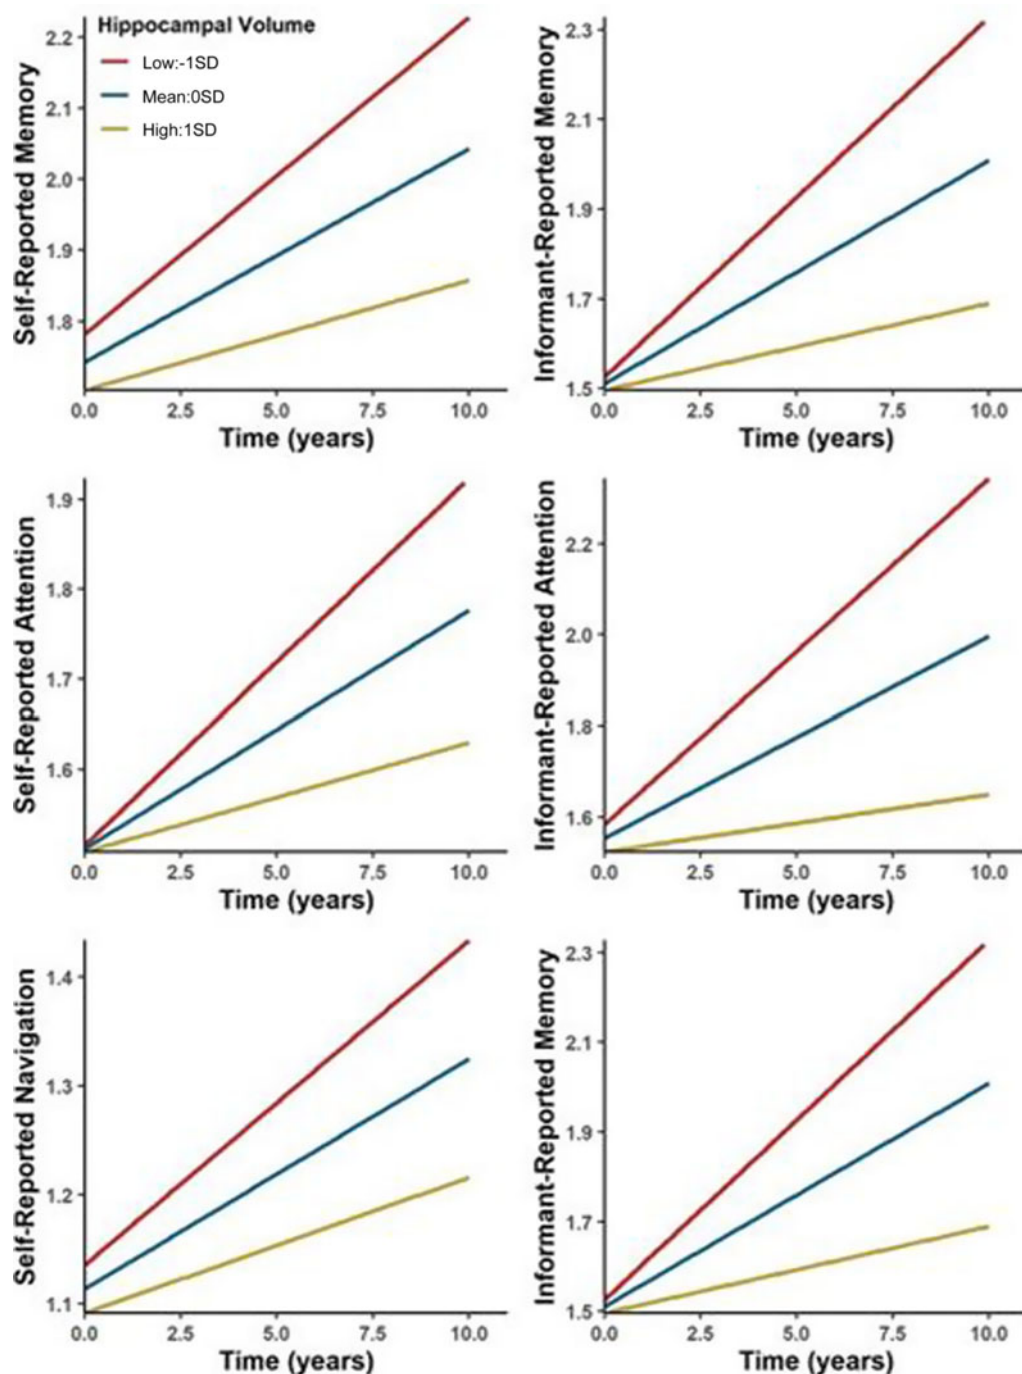 Hippocampal Volume
Low:-1SD
Mean:0SD
High:1SD
Self-Reported Memory
2.2
2.1
2.0
1.9
1.8
0.0 2.5 5.0 7.5 10.0
Time (years)
Informant-Reported Memory
2.3
2.1
1.9
1.7
1.5
0.0 2.5 5.0 7.5 10.0
Time (years)
Self-Reported Attention
1.9
1.8
1.7
1.6
0.0 2.5 5.0 7.5 10.0
Time (years)
Informant-Reported Attention
2.2
2.0
1.8
1.6
0.0 2.5 5.0 7.5 10.0
Time (years)
Self-Reported Navigation
1.4
1.3
1.2
1.1
0.0 2.5 5.0 7.5 10.0
Time (years)
Informant-Reported Memory
2.3
2.1
1.9
1.7
1.5
0.0 2.5 5.0 7.5 10.0
Time (years)